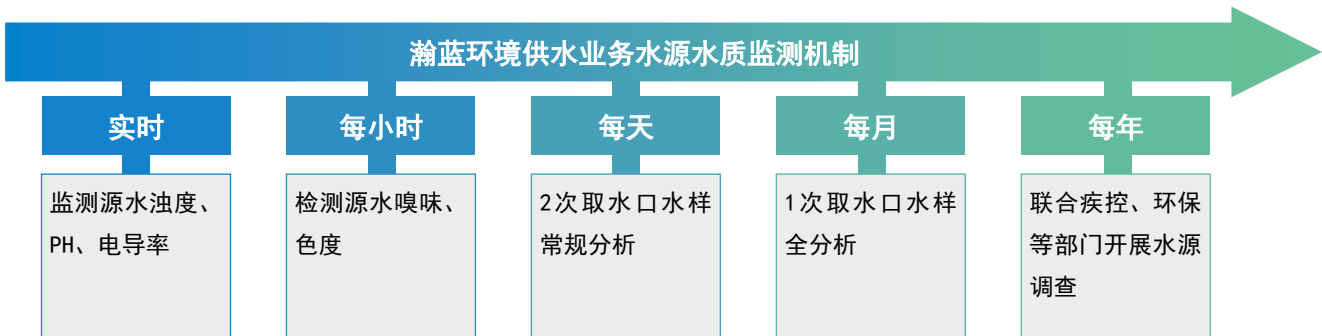 瀚蓝环境供水业务水源水质监测机制
实时
每小时
每天
每月
每年
监测源水浊度、
PH、电导率
检测源水嗅味、
色度
2次取水口水样
常规分析
1次取水口水样
全分析
联合疾控、环保
等部门开展水源
调查